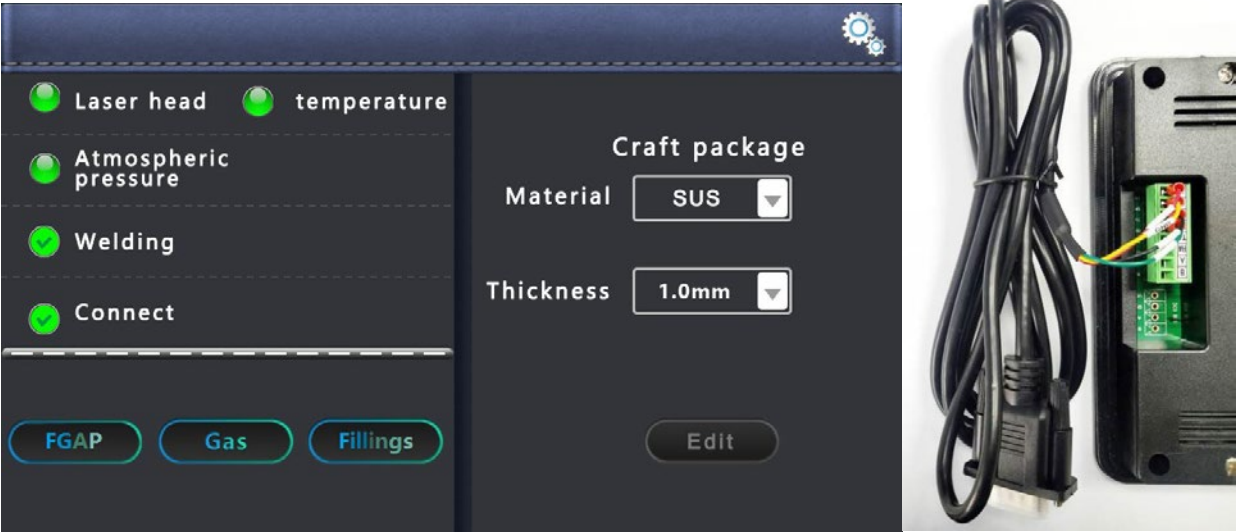 Laser head
temperature
Atmospheric
pressure
Welding
Connect
FGAP
Gas
Fillings
Craft package
Material
SUS
Thickness
1.0mm
Edit